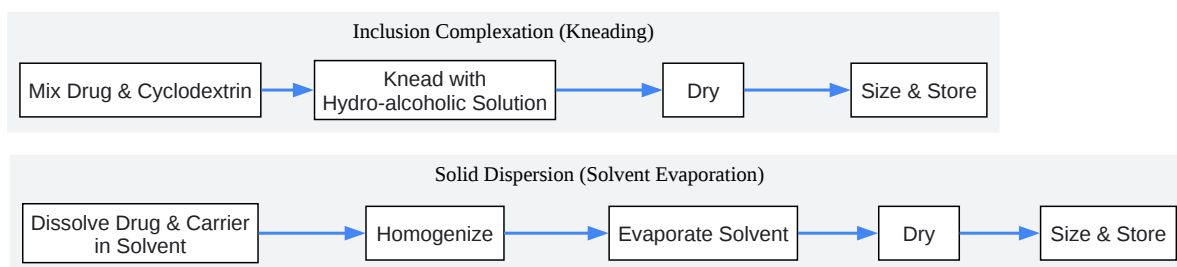 Inclusion Complexation (Kneading)
Mix Drug & Cyclodextrin
Knead with
Hydro-alcoholic Solution
Dry
Size & Store
Solid Dispersion (Solvent Evaporation)
Dissolve Drug & Carrier
in Solvent
Homogenize
Evaporate Solvent
Dry
Size & Store